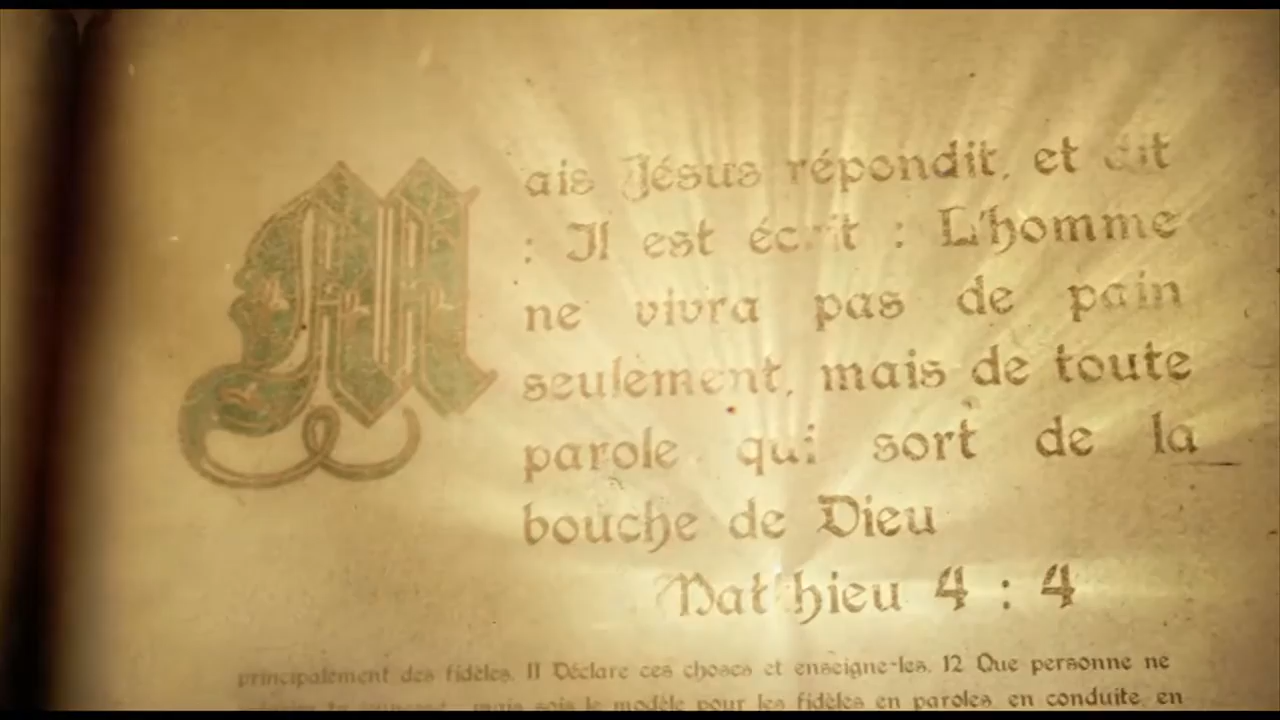 Mais Jésus répondit, et dit
: Il est écrit : L'homme
ne vivra pas de pain
seulement, mais de toute
parole qui sort de la
bouche de Dieu
Matthieu 4 : 4
principalement des fidèles. 11 Déclare ces choses et enseigne-les. 12 Que personne ne
mais sois le modèle pour les fidèles en paroles, en conduite, en